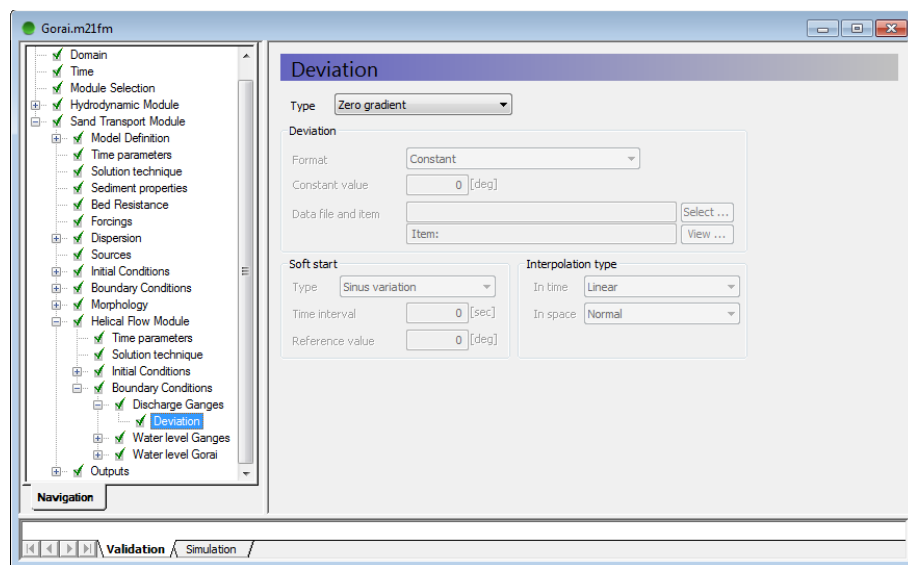 Gorai.m21fm
Domain
Time
Module Selection
Hydrodynamic Module
Sand Transport Module
Model Definition
Time parameters
Solution technique
Sediment properties
Bed Resistance
Forcings
Dispersion
Sources
Initial Conditions
Boundary Conditions
Morphology
Helical Flow Module
Time parameters
Solution technique
Initial Conditions
Boundary Conditions
Discharge Ganges
Deviation
Water level Ganges
Water level Gorai
Outputs
Navigation
Deviation
Type Zero gradient
Deviation
Format Constant
Constant value 0 [deg]
Data file and item Select ...
Item: View ...
Soft start
Type Sinus variation
Time interval 0 [sec]
Reference value 0 [deg]
Interpolation type
In time Linear
In space Normal
Validation Simulation